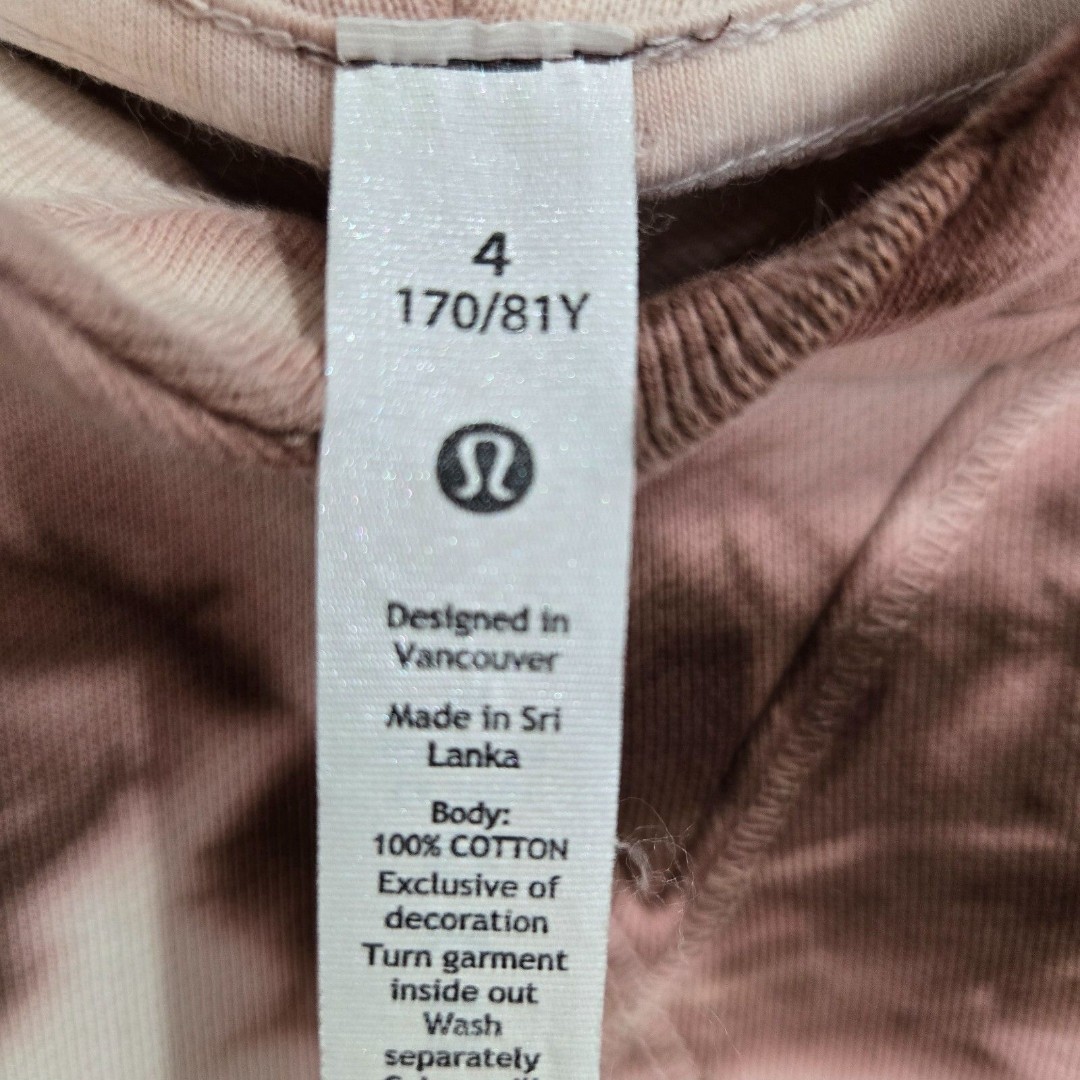 4
170/81Y
Designed in
Vancouver
Made in Sri
Lanka
Body:
100% COTTON
Exclusive of
decoration
Turn garment
inside out
Wash
separately